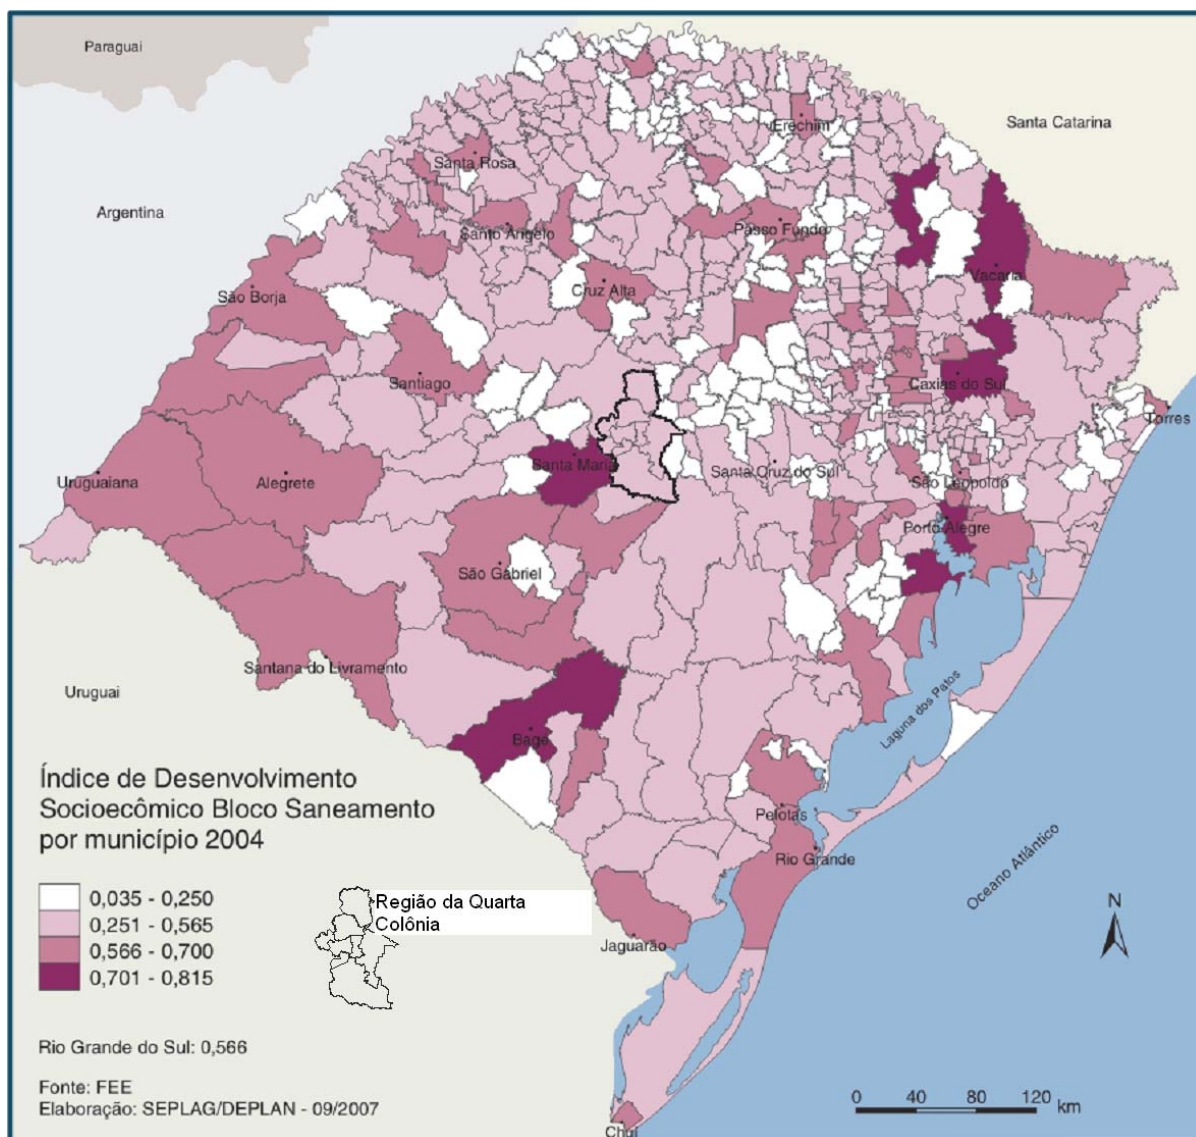 Paraguai
Santa Catarina
Erechim
Santa Rosa
Argentina
Santo Angelo
Passo Fundo
Vacaria
São Borja
Cruz Alta
Santiago
Caxias do Sul
Torres
Santa Maria
Santa Cruz do Sul
Uruguaiana
Alegrete
São Leopoldo
Porto Alegre
São Gabriel
Santana do Livramento
Uruguai
Laguna dos Patos
Bagé
Índice de Desenvolvimento
Socioecômico Bloco Saneamento
por município 2004
Pelotas
Rio Grande
Oceano Atlântico
0,035 - 0,250
0,251 - 0,565
0,566 - 0,700
0,701 - 0,815
Região da Quarta
Colônia
N
Jaguarão
Rio Grande do Sul: 0,566
Fonte: FEE
Elaboração: SEPLAG/DEPLAN - 09/2007
0 40 80 120
km
Chuí